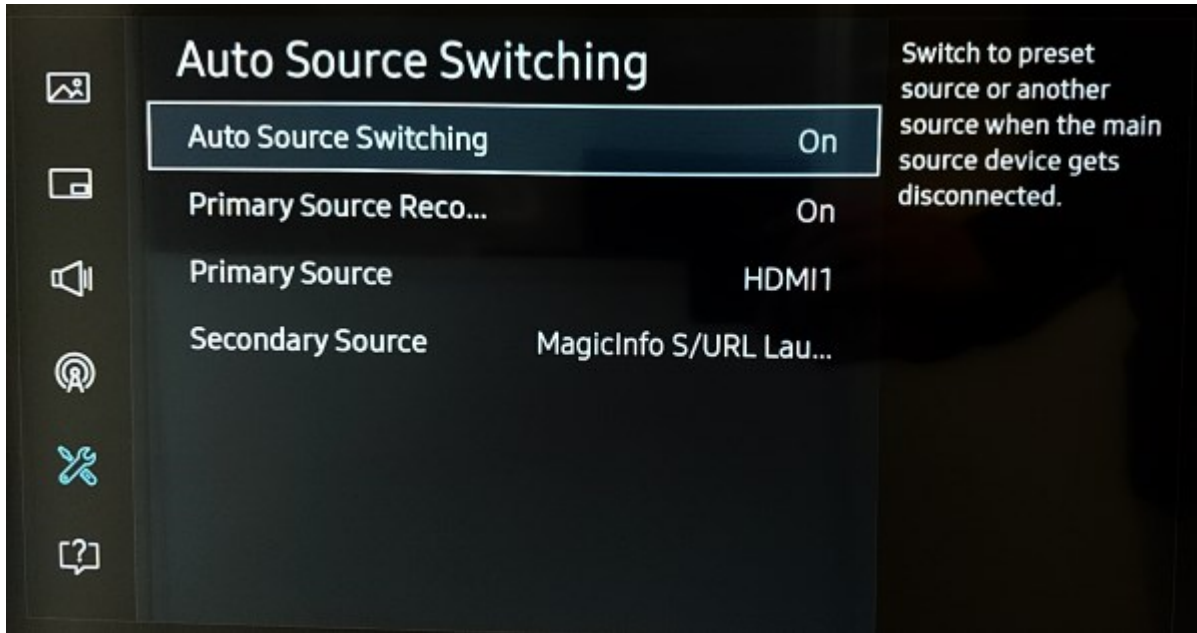 Auto Source Switching
Auto Source Switching On
Primary Source Reco... On
Primary Source HDMI1
Secondary Source MagicInfo S/URL Lau...
Switch to preset
source or another
source when the main
source device gets
disconnected.